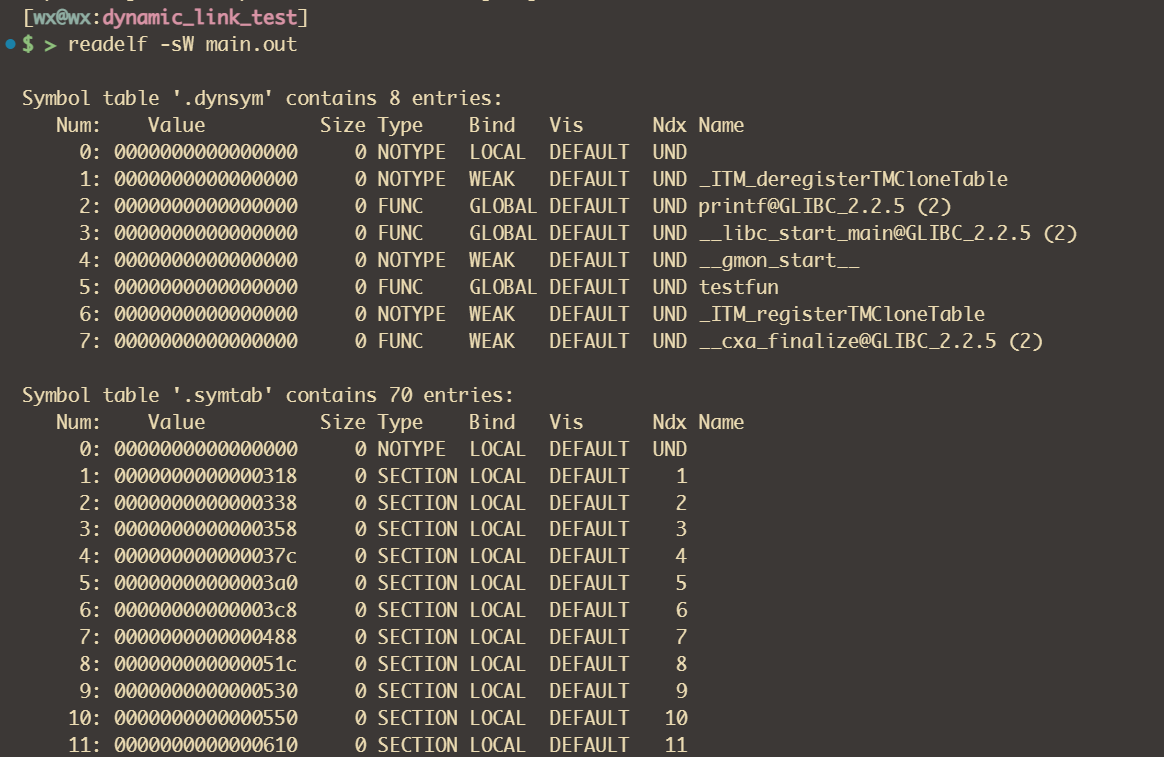 [wx@wx:dynamic_link_test]
$ > readelf -sW main.out
Symbol table '.dynsym' contains 8 entries:
   Num:    Value          Size Type    Bind   Vis      Ndx Name
     0: 0000000000000000     0 NOTYPE  LOCAL  DEFAULT  UND
     1: 0000000000000000     0 NOTYPE  WEAK   DEFAULT  UND _ITM_deregisterTMCloneTable
     2: 0000000000000000     0 FUNC    GLOBAL DEFAULT  UND printf@GLIBC_2.2.5 (2)
     3: 0000000000000000     0 FUNC    GLOBAL DEFAULT  UND __libc_start_main@GLIBC_2.2.5 (2)
     4: 0000000000000000     0 NOTYPE  WEAK   DEFAULT  UND __gmon_start__
     5: 0000000000000000     0 FUNC    GLOBAL DEFAULT  UND testfun
     6: 0000000000000000     0 NOTYPE  WEAK   DEFAULT  UND _ITM_registerTMCloneTable
     7: 0000000000000000     0 FUNC    WEAK   DEFAULT  UND __cxa_finalize@GLIBC_2.2.5 (2)
Symbol table '.symtab' contains 70 entries:
   Num:    Value          Size Type    Bind   Vis      Ndx Name
     0: 0000000000000000     0 NOTYPE  LOCAL  DEFAULT  UND
     1: 0000000000000318     0 SECTION LOCAL  DEFAULT    1
     2: 0000000000000338     0 SECTION LOCAL  DEFAULT    2
     3: 0000000000000358     0 SECTION LOCAL  DEFAULT    3
     4: 000000000000037c     0 SECTION LOCAL  DEFAULT    4
     5: 00000000000003a0     0 SECTION LOCAL  DEFAULT    5
     6: 00000000000003c8     0 SECTION LOCAL  DEFAULT    6
     7: 0000000000000488     0 SECTION LOCAL  DEFAULT    7
     8: 000000000000051c     0 SECTION LOCAL  DEFAULT    8
     9: 0000000000000530     0 SECTION LOCAL  DEFAULT    9
    10: 0000000000000550     0 SECTION LOCAL  DEFAULT   10
    11: 0000000000000610     0 SECTION LOCAL  DEFAULT   11